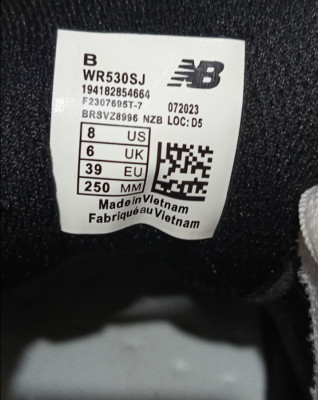 B
WR530SJ
NB
194182854664
F2307695T-7 072023
BRSVZ8996 NZB LOC: D5
8 US
6 UK
39 EU
250 MM
Made in Vietnam
Fabriqué au Vietnam